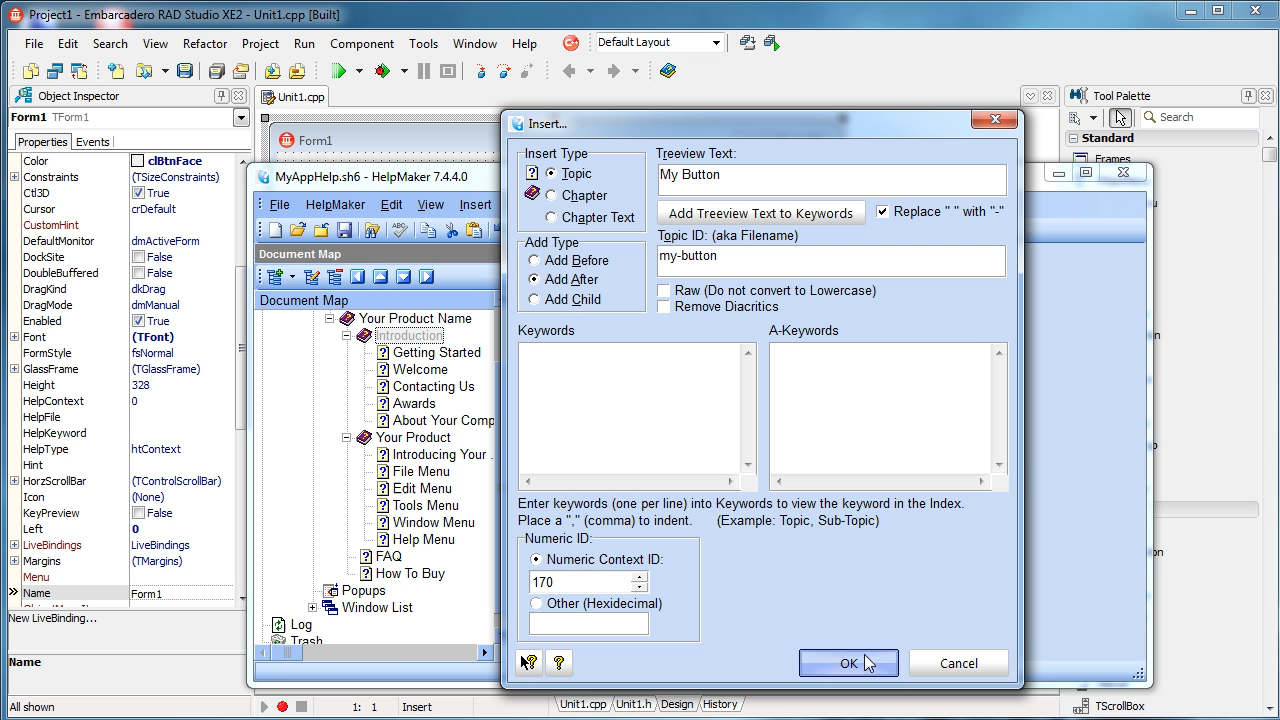 Project1 - Embarcadero RAD Studio XE2 - Unit1.cpp [Built]
File Edit Search View Refactor Project Run Component Tools Window Help
Default Layout
Object Inspector
Form1 TForm1
Properties Events
Color clBtnFace
Constraints (TSizeConstraints)
Ctl3D True
Cursor crDefault
CustomHint
DefaultMonitor dmActiveForm
DockSite False
DoubleBuffered False
DragKind dkDrag
DragMode dmManual
Enabled True
Font (TFont)
FormStyle fsNormal
GlassFrame (TGlassFrame)
Height 328
HelpContext 0
HelpFile
HelpKeyword
HelpType htContext
Hint
HorzScrollBar (TControlScrollBar)
Icon (None)
KeyPreview False
Left 0
LiveBindings LiveBindings
Margins (TMargins)
Menu
Name Form1
New LiveBinding...
Name
All shown
Unit1.cpp
Form1
MyAppHelp.sh6 - HelpMaker 7.4.4.0
File HelpMaker Edit View Insert
Document Map
Document Map
Your Product Name
Introduction
Getting Started
Welcome
Contacting Us
Awards
About Your Comp
Your Product
Introducing Your .
File Menu
Edit Menu
Tools Menu
Window Menu
Help Menu
FAQ
How To Buy
Popups
Window List
Log
Trash
Insert...
Insert Type
Topic
Chapter
Chapter Text
Add Type
Add Before
Add After
Add Child
Treeview Text:
My Button
Add Treeview Text to Keywords
Replace " " with "-"
Topic ID: (aka Filename)
my-button
Raw (Do not convert to Lowercase)
Remove Diacritics
Keywords
A-Keywords
Enter keywords (one per line) into Keywords to view the keyword in the Index.
Place a "," (comma) to indent. (Example: Topic, Sub-Topic)
Numeric ID:
Numeric Context ID:
170
Other (Hexidecimal)
OK
Cancel
1: 1 Insert
Unit1.cpp Unit1.h Design History
Tool Palette
Search
Standard
Frames
TScrollBox